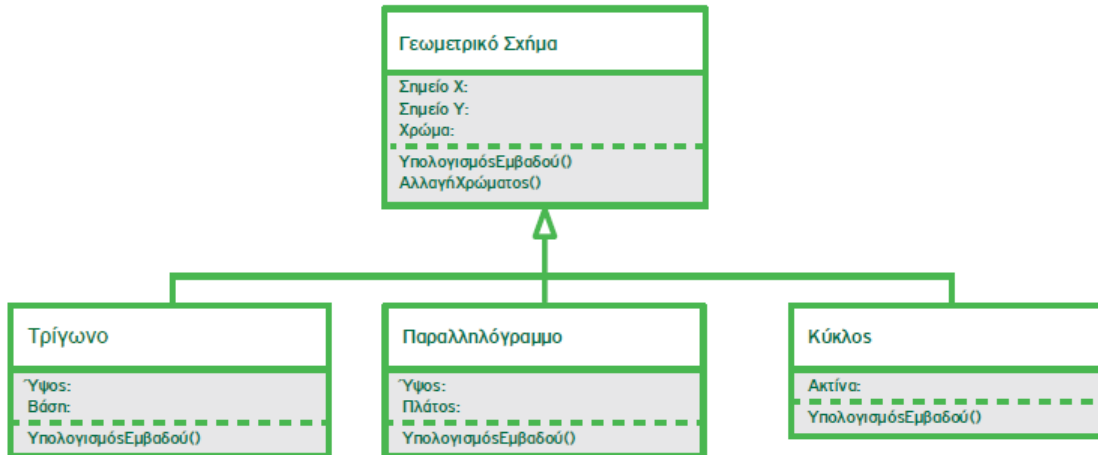 Γεωμετρικό Σχήμα
Σημείο Χ:
Σημείο Υ:
Χρώμα:
ΥπολογισμόςΕμβαδού()
ΑλλαγήΧρώματος()
Τρίγωνο
Ύψος:
Βάση:
ΥπολογισμόςΕμβαδού()
Παραλληλόγραμμο
Ύψος:
Πλάτος:
ΥπολογισμόςΕμβαδού()
Κύκλος
Ακτίνα:
ΥπολογισμόςΕμβαδού()